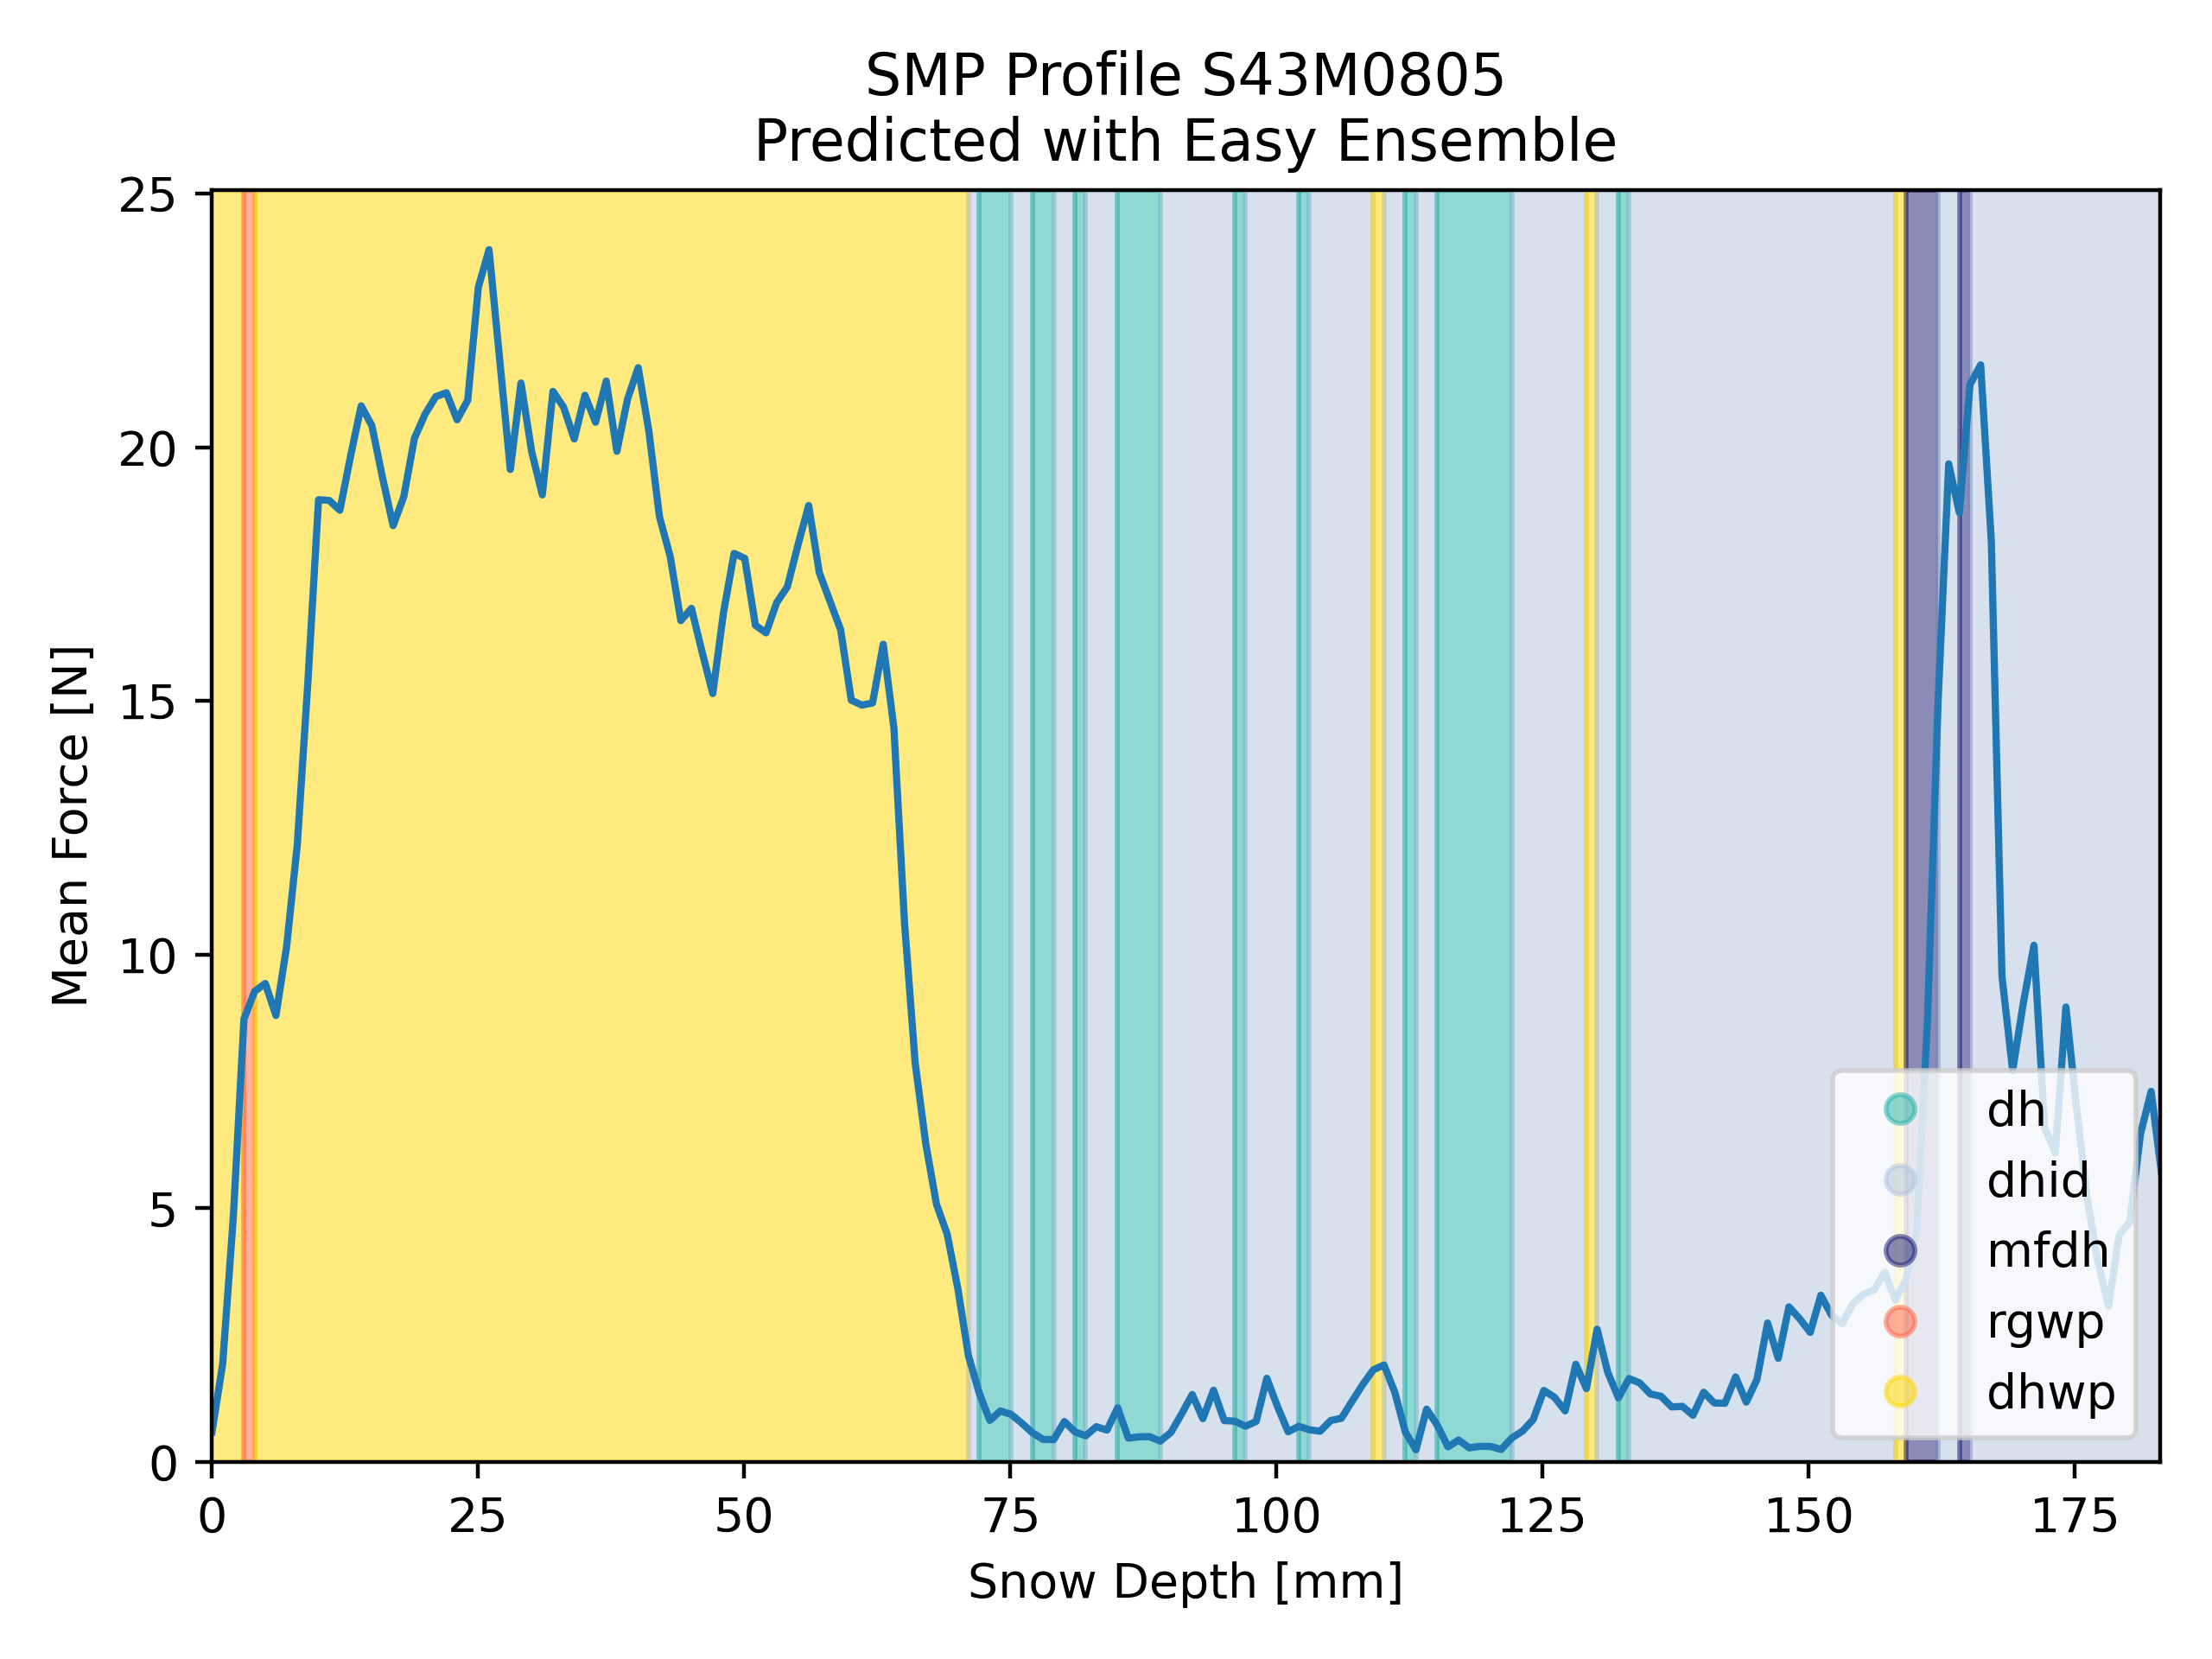 SMP Profile S43M0805
Predicted with Easy Ensemble
25
20
15
10
5
0
Mean Force [N]
0 25 50 75 100 125 150 175
Snow Depth [mm]
dh
dhid
mfdh
rgwp
dhwp